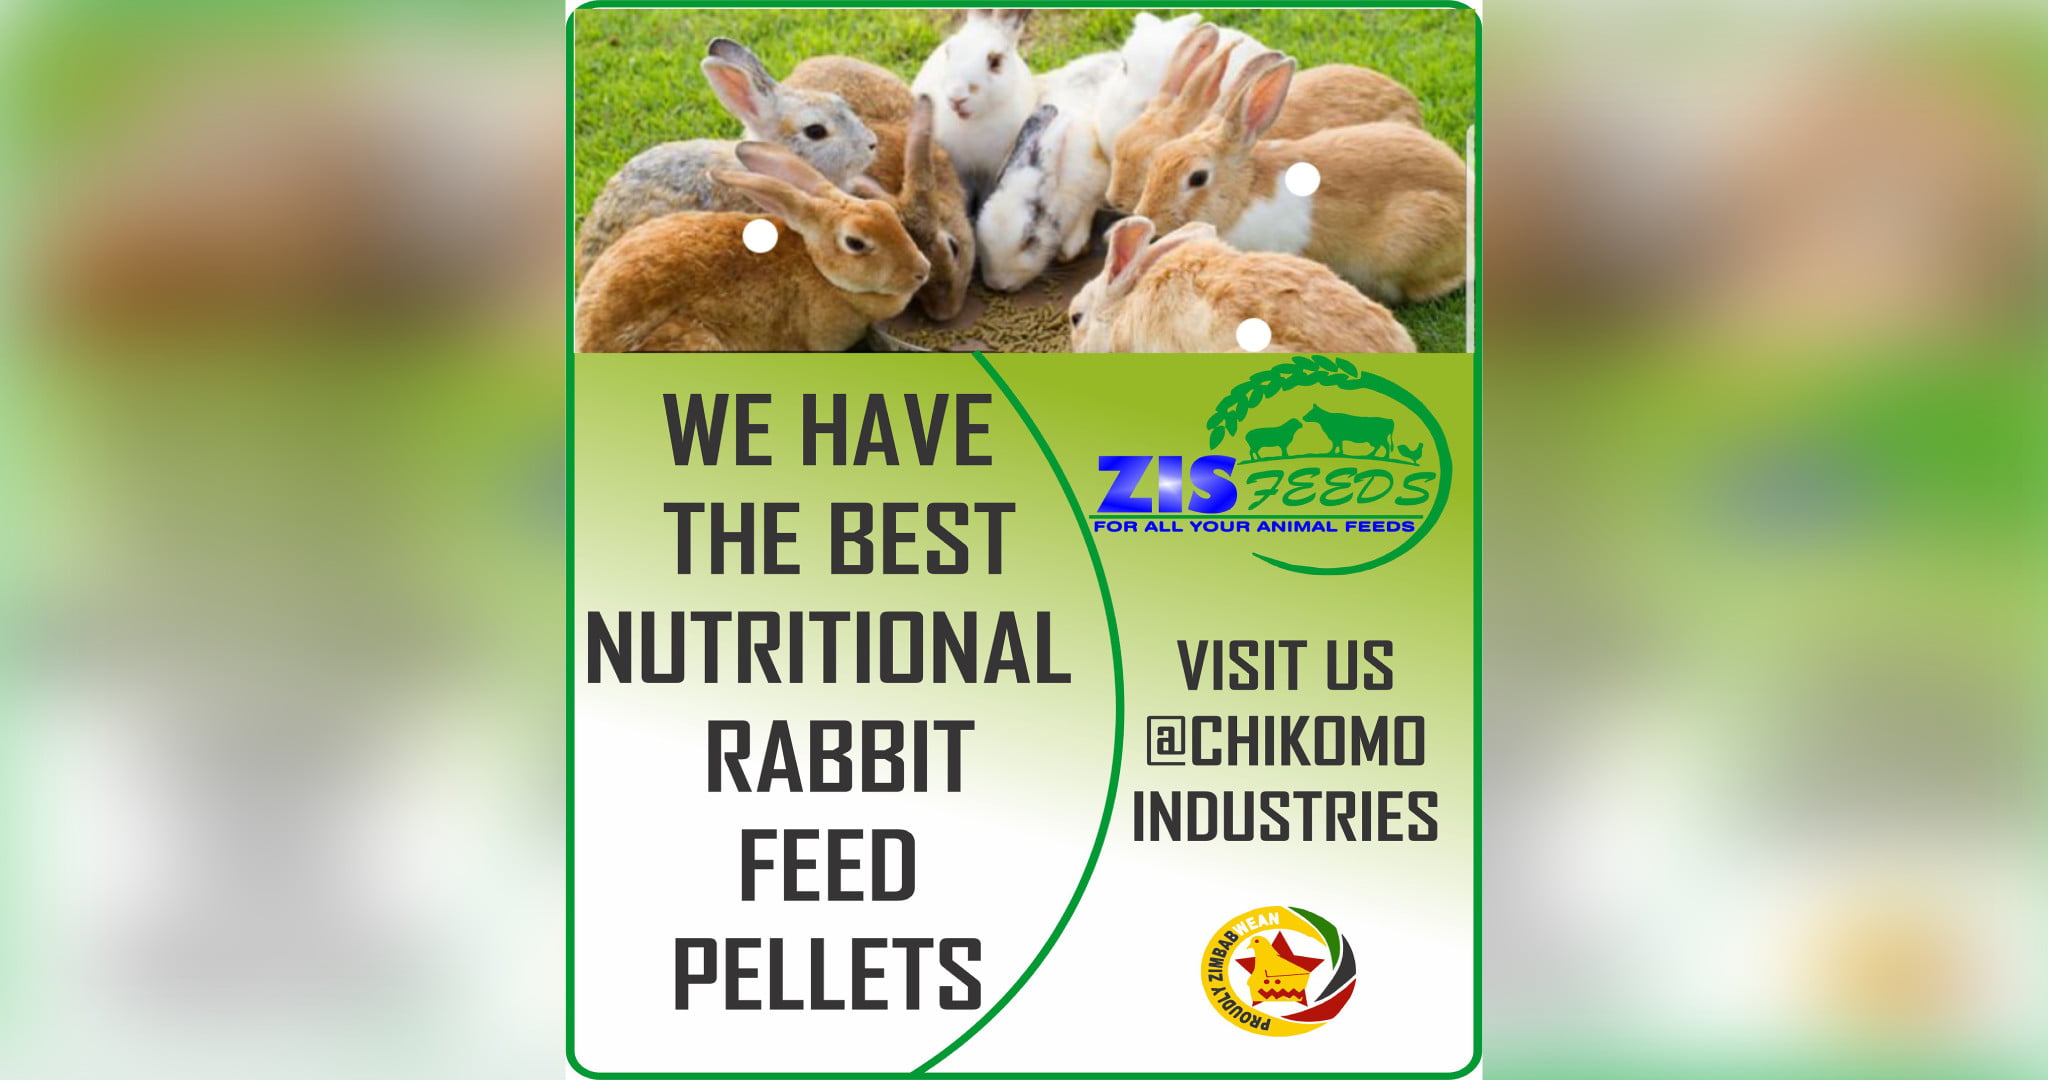 WE HAVE
THE BEST
NUTRITIONAL
RABBIT
FEED
PELLETS
ZIS FEEDS
FOR ALL YOUR ANIMAL FEEDS
VISIT US
@CHIKOMO
INDUSTRIES
PROUDLY ZIMBABWEAN